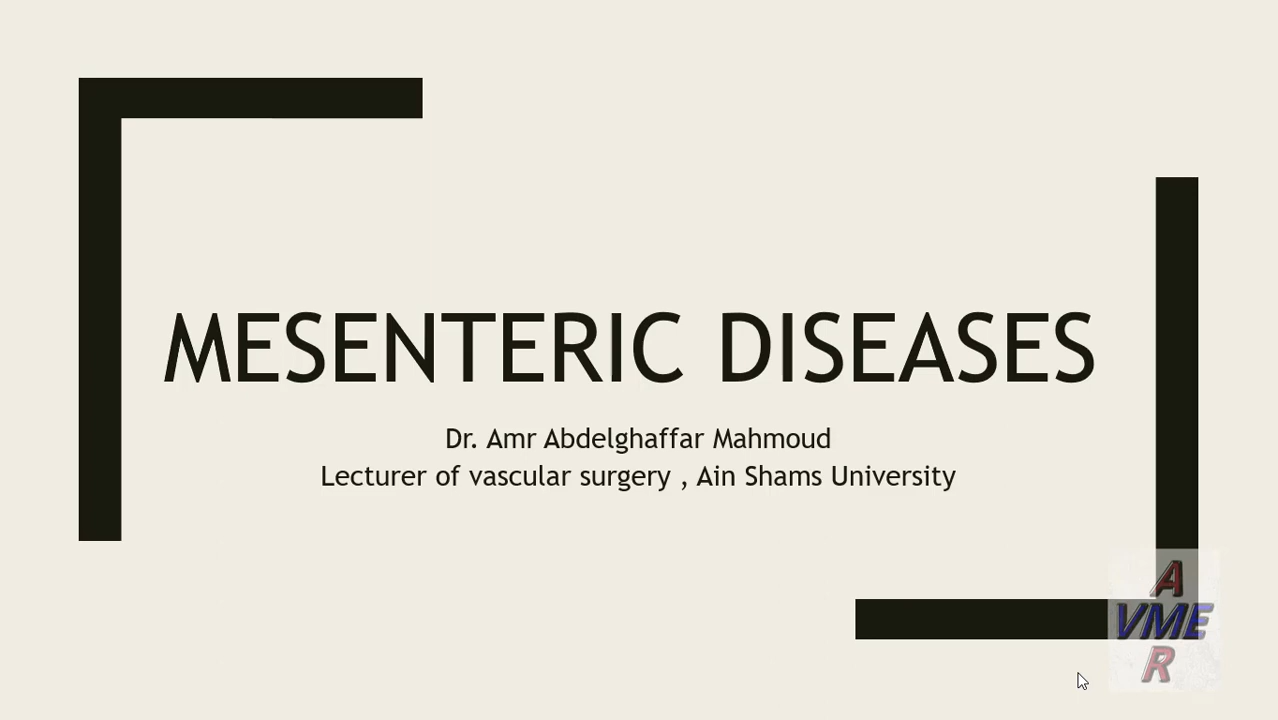 MESENTERIC DISEASES
Dr. Amr Abdelghaffar Mahmoud
Lecturer of vascular surgery , Ain Shams University
A
VME
R